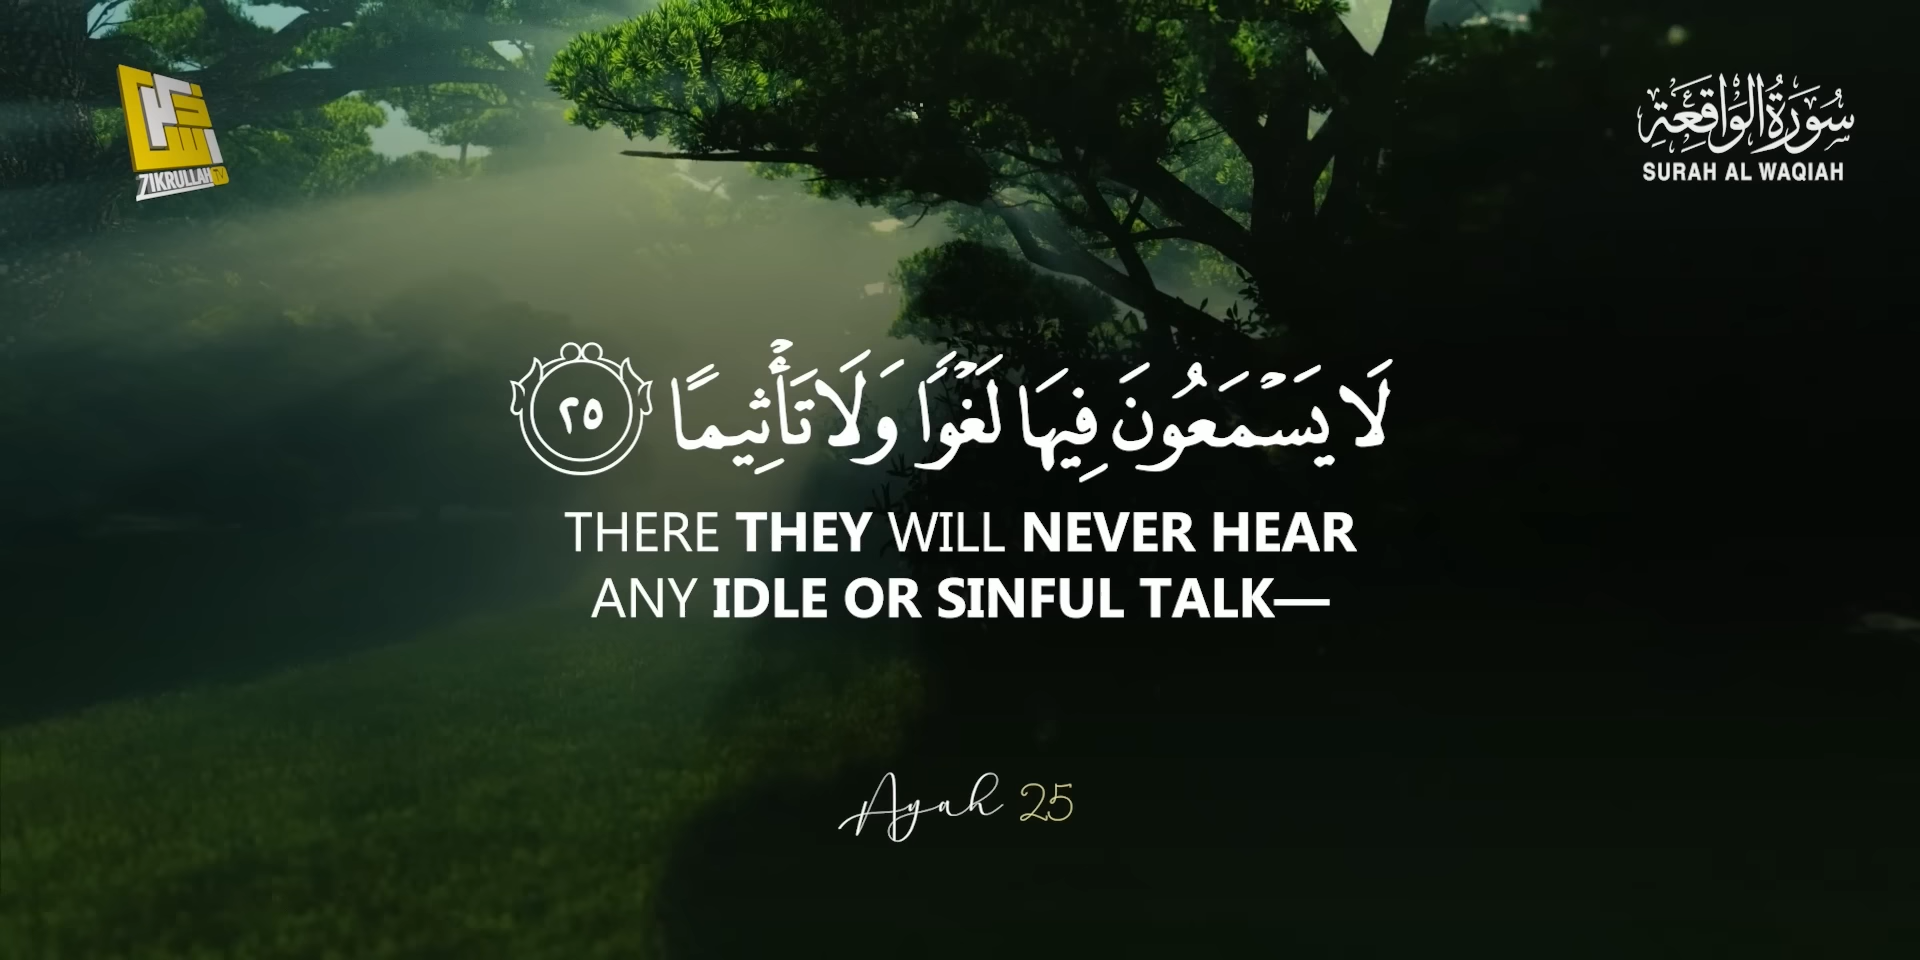 ZIKRULLAH TV
سُورَةُ الوَاقِعَة
SURAH AL WAQIAH
لَا يَسْمَعُونَ فِيهَا لَغْوًا وَلَا تَأْثِيمًا ٢٥
THERE THEY WILL NEVER HEAR
ANY IDLE OR SINFUL TALK—
Ayah 25